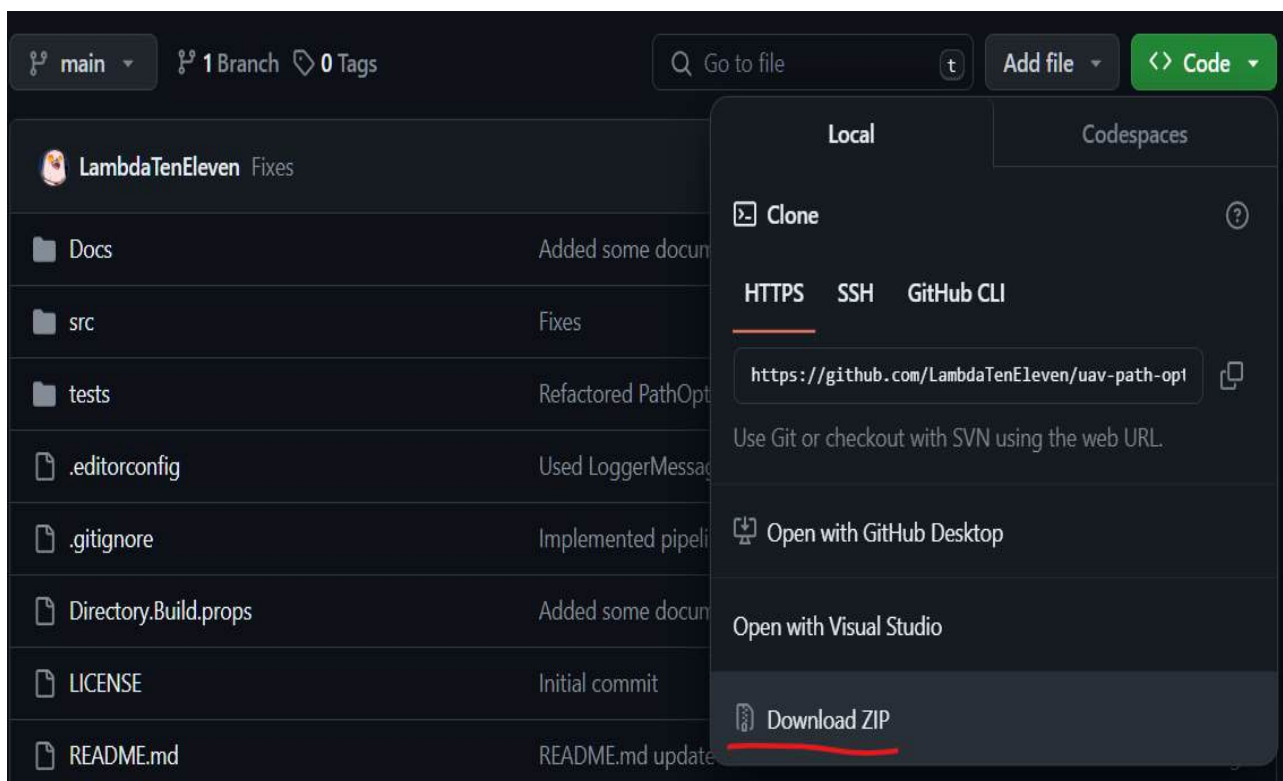 main 1 Branch 0 Tags Go to file t Add file <> Code
Local Codespaces
LambdaTenEleven Fixes
Clone
Docs Added some docum
HTTPS SSH GitHub CLI
src Fixes
https://github.com/LambdaTenEleven/uav-path-opt
tests Refactored PathOpt
Use Git or checkout with SVN using the web URL.
.editorconfig Used LoggerMessag
.gitignore Implemented pipeli
Open with GitHub Desktop
Directory.Build.props Added some docum
Open with Visual Studio
LICENSE Initial commit
Download ZIP
README.md README.md update